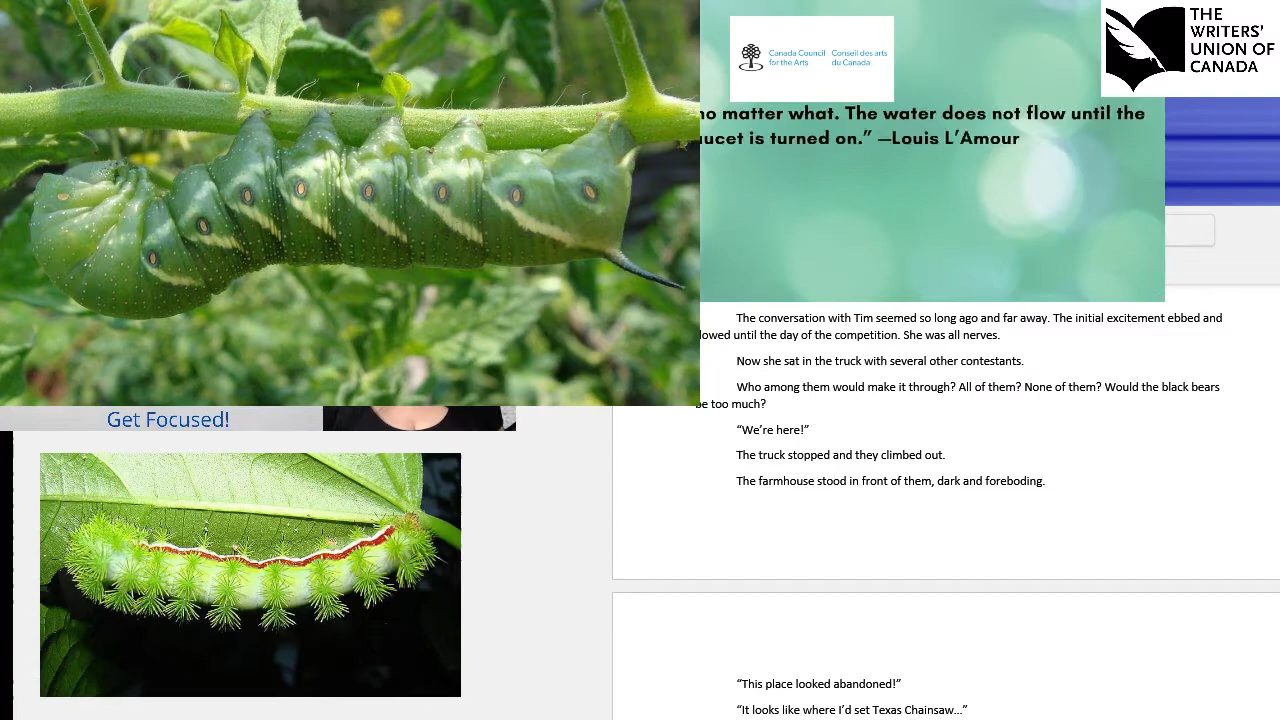 Canada Council Conseil des arts
for the Arts du Canada
THE
WRITERS'
UNION OF
CANADA
no matter what. The water does not flow until the
is turned on.” —Louis L’Amour
The conversation with Tim seemed so long ago and far away. The initial excitement ebbed and
until the day of the competition. She was all nerves.
Now she sat in the truck with several other contestants.
Who among them would make it through? All of them? None of them? Would the black bears
be too much?
“We’re here!”
The truck stopped and they climbed out.
The farmhouse stood in front of them, dark and foreboding.
Get Focused!
“This place looked abandoned!”
“It looks like where I’d set Texas Chainsaw…”